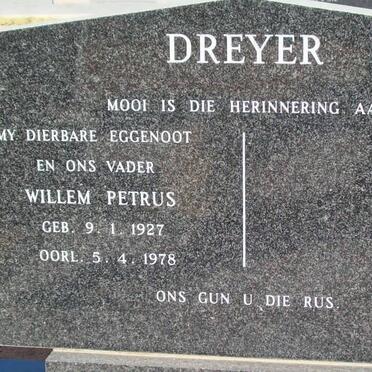 DREYER
MOOI IS DIE HERINNERING AA
MY DIERBARE EGGENOOT
EN ONS VADER
WILLEM PETRUS
GEB. 9. 1. 1927
OORL. 5. 4. 1978
ONS GUN U DIE RUS.